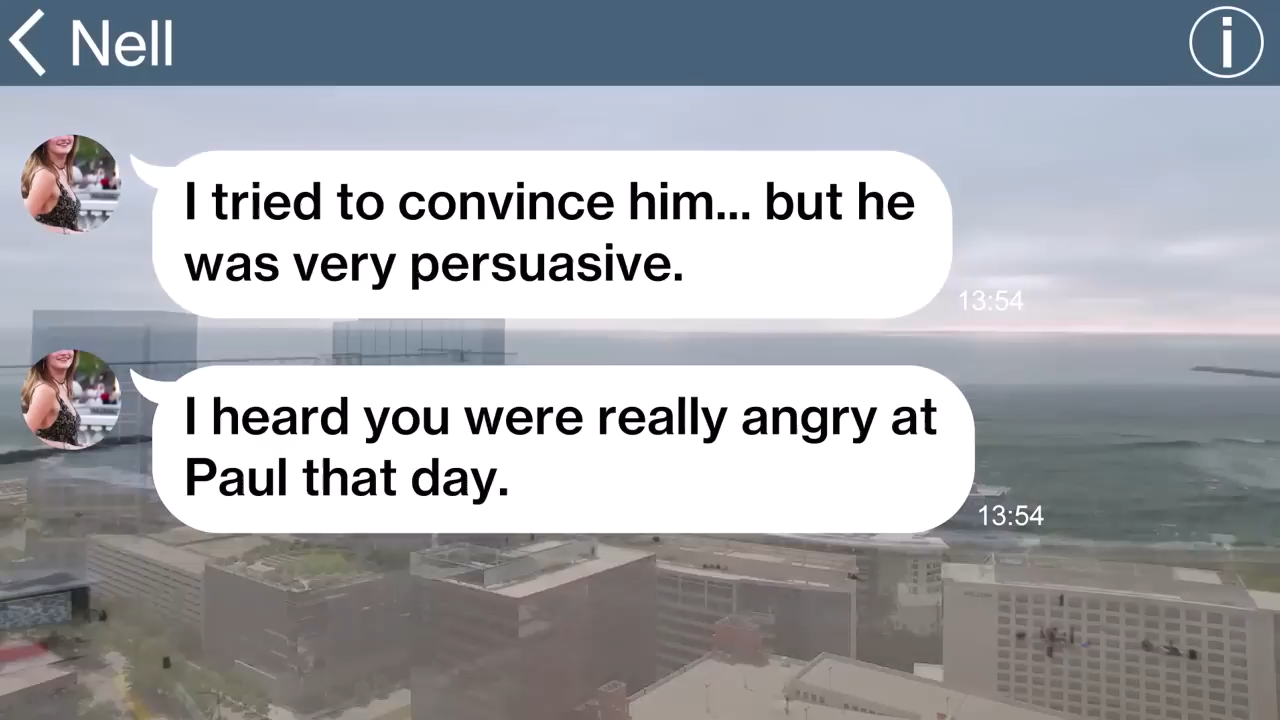 Nell
I tried to convince him... but he
was very persuasive.
13:54
I heard you were really angry at
Paul that day.
13:54